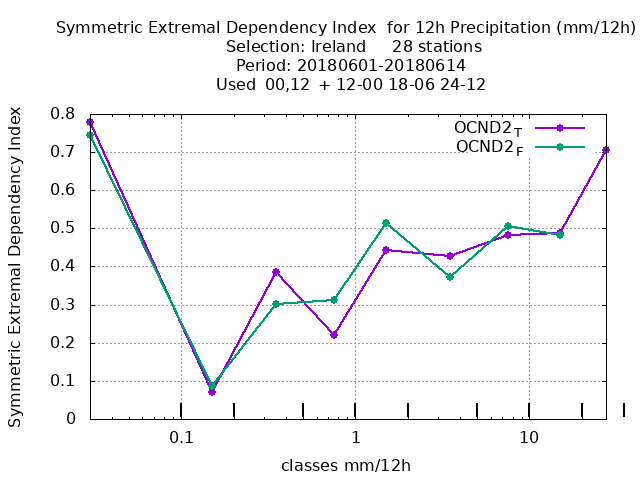 Symmetric Extremal Dependency Index  for 12h Precipitation (mm/12h)
Selection: Ireland     28 stations
Period: 20180601-20180614
Used  00,12  + 12-00 18-06 24-12
Symmetric Extremal Dependency Index
0.8
0.7
0.6
0.5
0.4
0.3
0.2
0.1
0
OCND2T
OCND2F
0.1
1
10
classes mm/12h